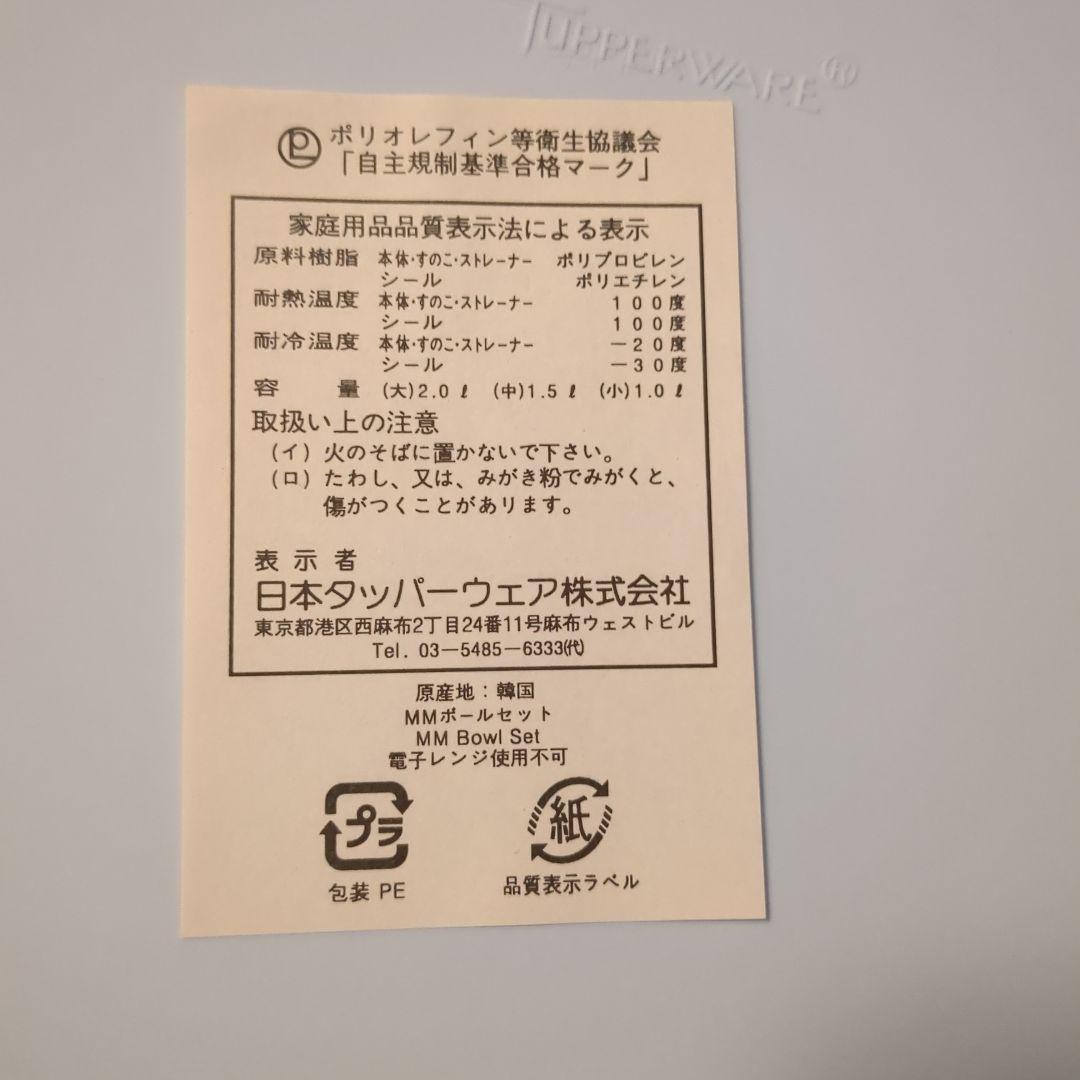 TUPPERWARE®
PL ポリオレフィン等衛生協議会
「自主規制基準合格マーク」
家庭用品品質表示法による表示
原料樹脂 本体・すのこ・ストレーナー ポリプロピレン
シール ポリエチレン
耐熱温度 本体・すのこ・ストレーナー 100度
シール 100度
耐冷温度 本体・すのこ・ストレーナー −20度
シール −30度
容量 (大)2.0ℓ (中)1.5ℓ (小)1.0ℓ
取扱い上の注意
(イ) 火のそばに置かないで下さい。
(ロ) たわし、又は、みがき粉でみがくと、
傷がつくことがあります。
表示者
日本タッパーウェア株式会社
東京都港区西麻布2丁目24番11号麻布ウェストビル
Tel. 03−5485−6333㈹
原産地：韓国
MMボールセット
MM Bowl Set
電子レンジ使用不可
プラ
包装 PE
紙
品質表示ラベル